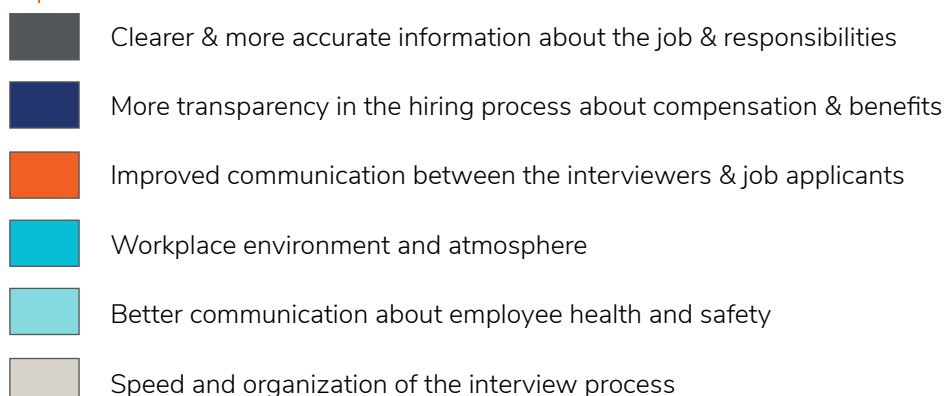 Clearer & more accurate information about the job & responsibilities
More transparency in the hiring process about compensation & benefits
Improved communication between the interviewers & job applicants
Workplace environment and atmosphere
Better communication about employee health and safety
Speed and organization of the interview process